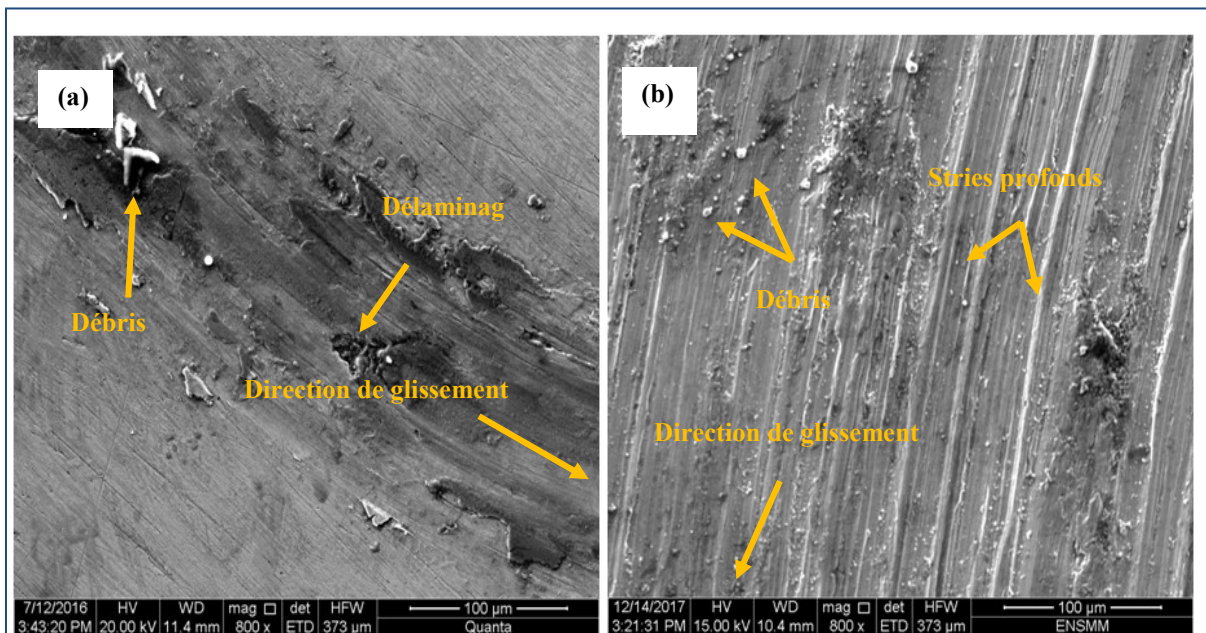 (a)
Délaminag
Débris
Direction de glissement
7/12/2016 HV WD mag □ det HFW 100 µm
3:43:20 PM 20.00 kV 11.4 mm 800 x ETD 373 µm Quanta
(b)
Stries profonds
Débris
Direction de glissement
12/14/2017 HV WD mag □ det HFW 100 µm
3:21:31 PM 15.00 kV 10.4 mm 800 x ETD 373 µm ENSMM